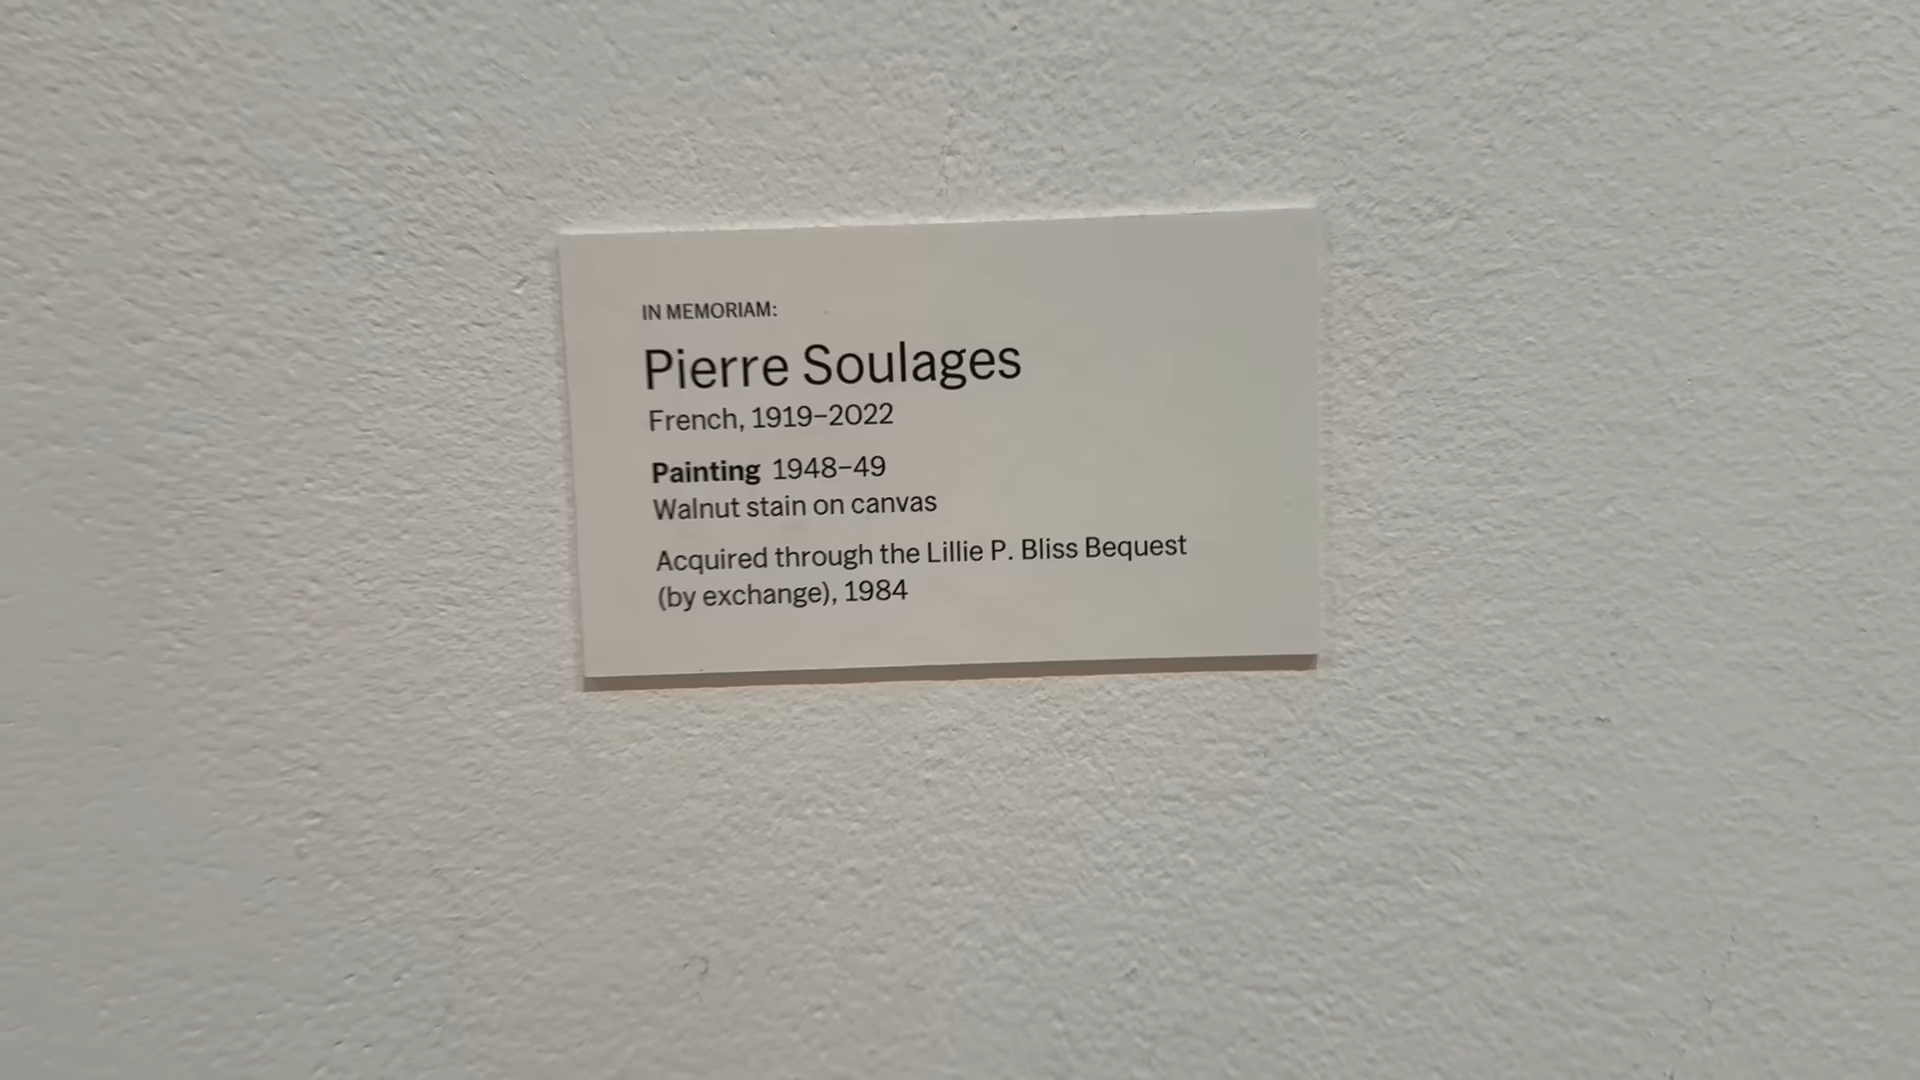 IN MEMORIAM:
Pierre Soulages
French, 1919–2022
Painting 1948–49
Walnut stain on canvas
Acquired through the Lillie P. Bliss Bequest
(by exchange), 1984